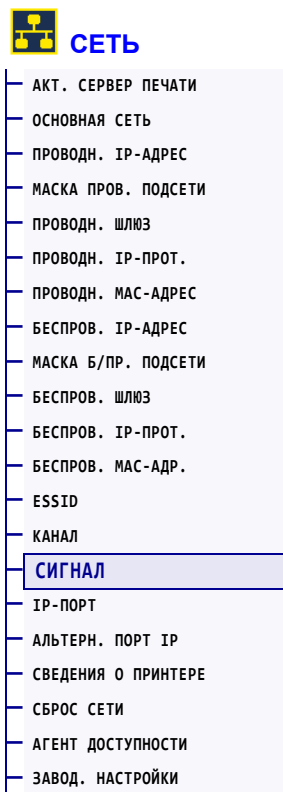 СЕТЬ
АКТ. СЕРВЕР ПЕЧАТИ
ОСНОВНАЯ СЕТЬ
ПРОВОДН. IP-АДРЕС
МАСКА ПРОВ. ПОДСЕТИ
ПРОВОДН. ШЛЮЗ
ПРОВОДН. IP-ПРОТ.
ПРОВОДН. MAC-АДРЕС
БЕСПРОВ. IP-АДРЕС
МАСКА Б/ПР. ПОДСЕТИ
БЕСПРОВ. ШЛЮЗ
БЕСПРОВ. IP-ПРОТ.
БЕСПРОВ. MAC-АДР.
ESSID
КАНАЛ
СИГНАЛ
IP-ПОРТ
АЛЬТЕРН. ПОРТ IP
СВЕДЕНИЯ О ПРИНТЕРЕ
СБРОС СЕТИ
АГЕНТ ДОСТУПНОСТИ
ЗАВОД. НАСТРОЙКИ